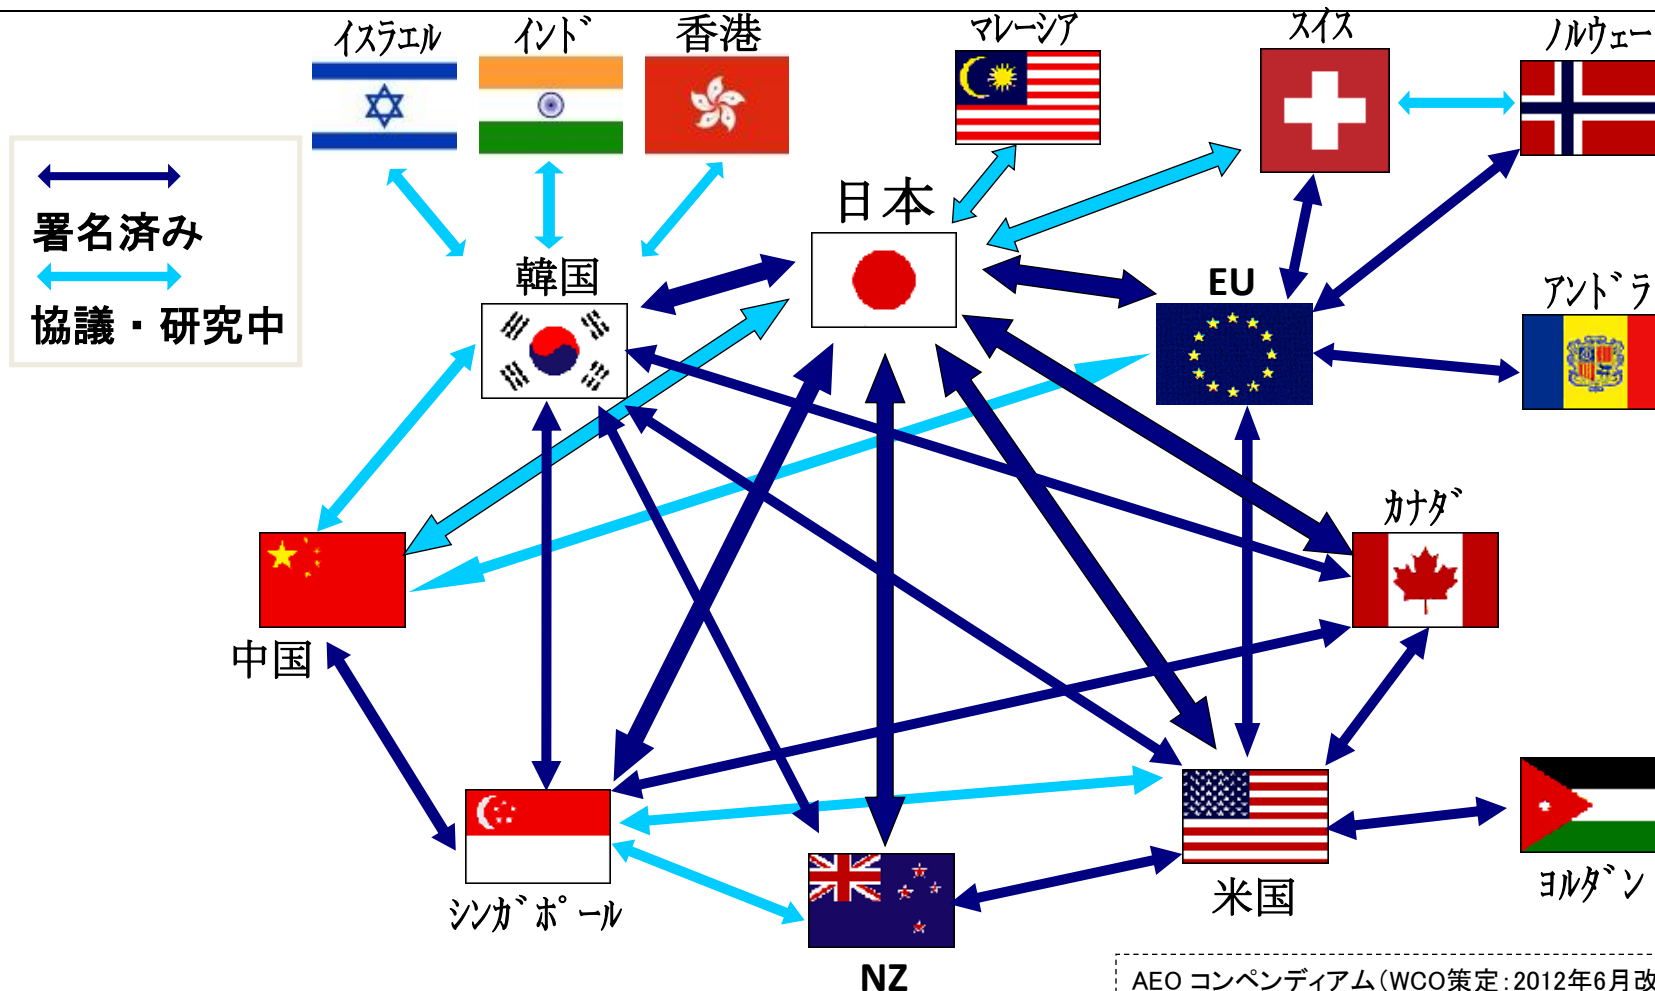 イスラエル
インド
香港
マレーシア
スイス
ノルウェー
署名済み
協議・研究中
日本
韓国
EU
アンドラ
カナダ
中国
シンガポール
NZ
米国
ヨルダン
AEO コンペンディアム(WCO策定:2012年6月改